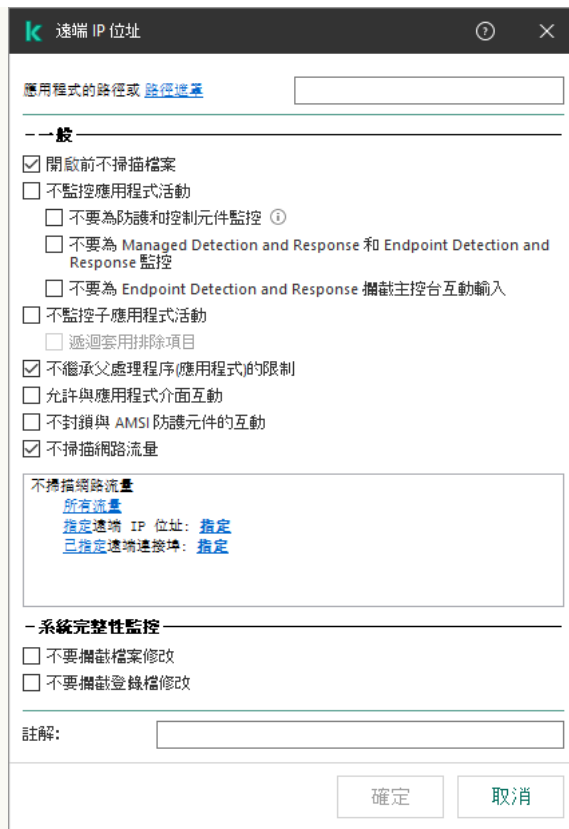 遠端 IP 位址
應用程式的路徑或 路徑遮罩
一般
開啟前不掃描檔案
不監控應用程式活動
不要為防護和控制元件監控
不要為 Managed Detection and Response 和 Endpoint Detection and
Response 監控
不要為 Endpoint Detection and Response 攔截主控台互動輸入
不監控子應用程式活動
遞迴套用排除項目
不繼承父處理程序(應用程式)的限制
允許與應用程式介面互動
不封鎖與 AMSI 防護元件的互動
不掃描網路流量
不掃描網路流量
所有流量
指定遠端 IP 位址: 指定
已指定遠端連接埠: 指定
系統完整性監控
不要攔截檔案修改
不要攔截登錄檔修改
註解:
確定 取消